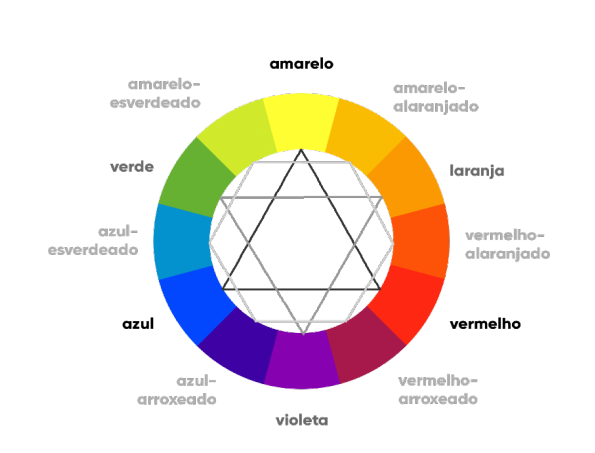 amarelo
amarelo-
esverdeado
amarelo-
alaranjado
verde
laranja
azul-
esverdeado
vermelho-
alaranjado
azul
vermelho
azul-
arroxeado
vermelho-
arroxeado
violeta